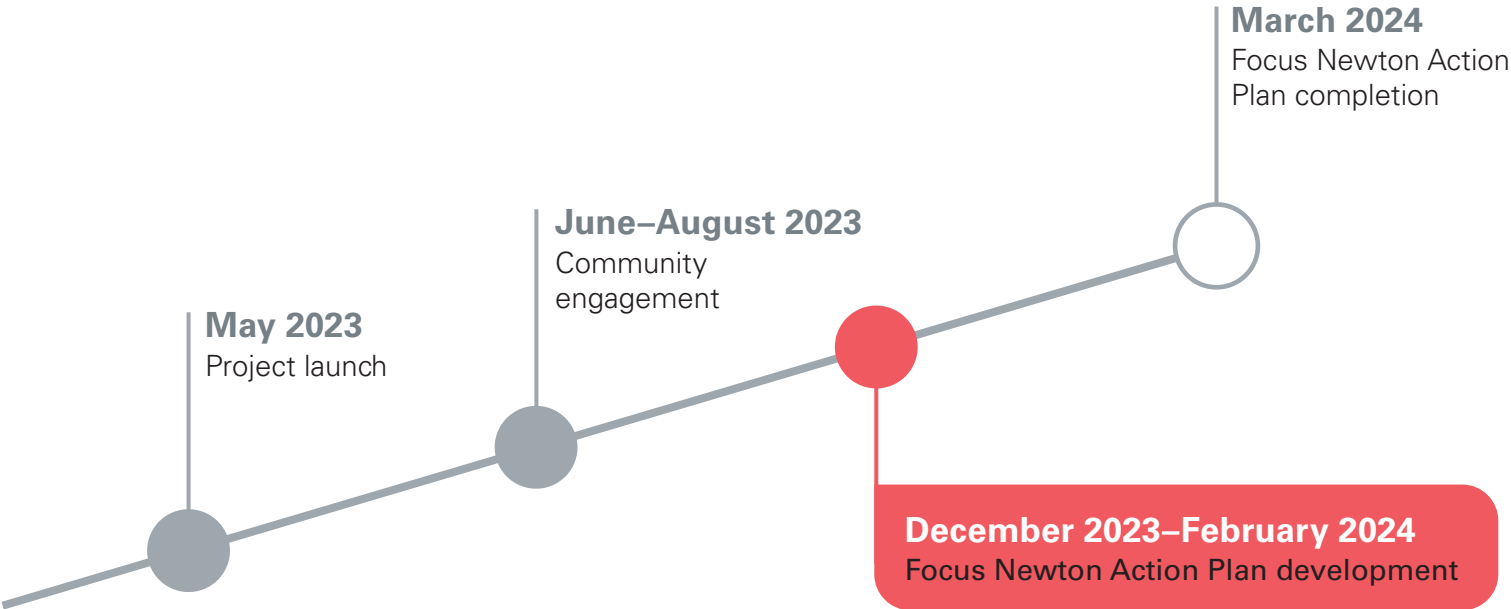 May 2023
Project launch
June–August 2023
Community
engagement
December 2023–February 2024
Focus Newton Action Plan development
March 2024
Focus Newton Action
Plan completion